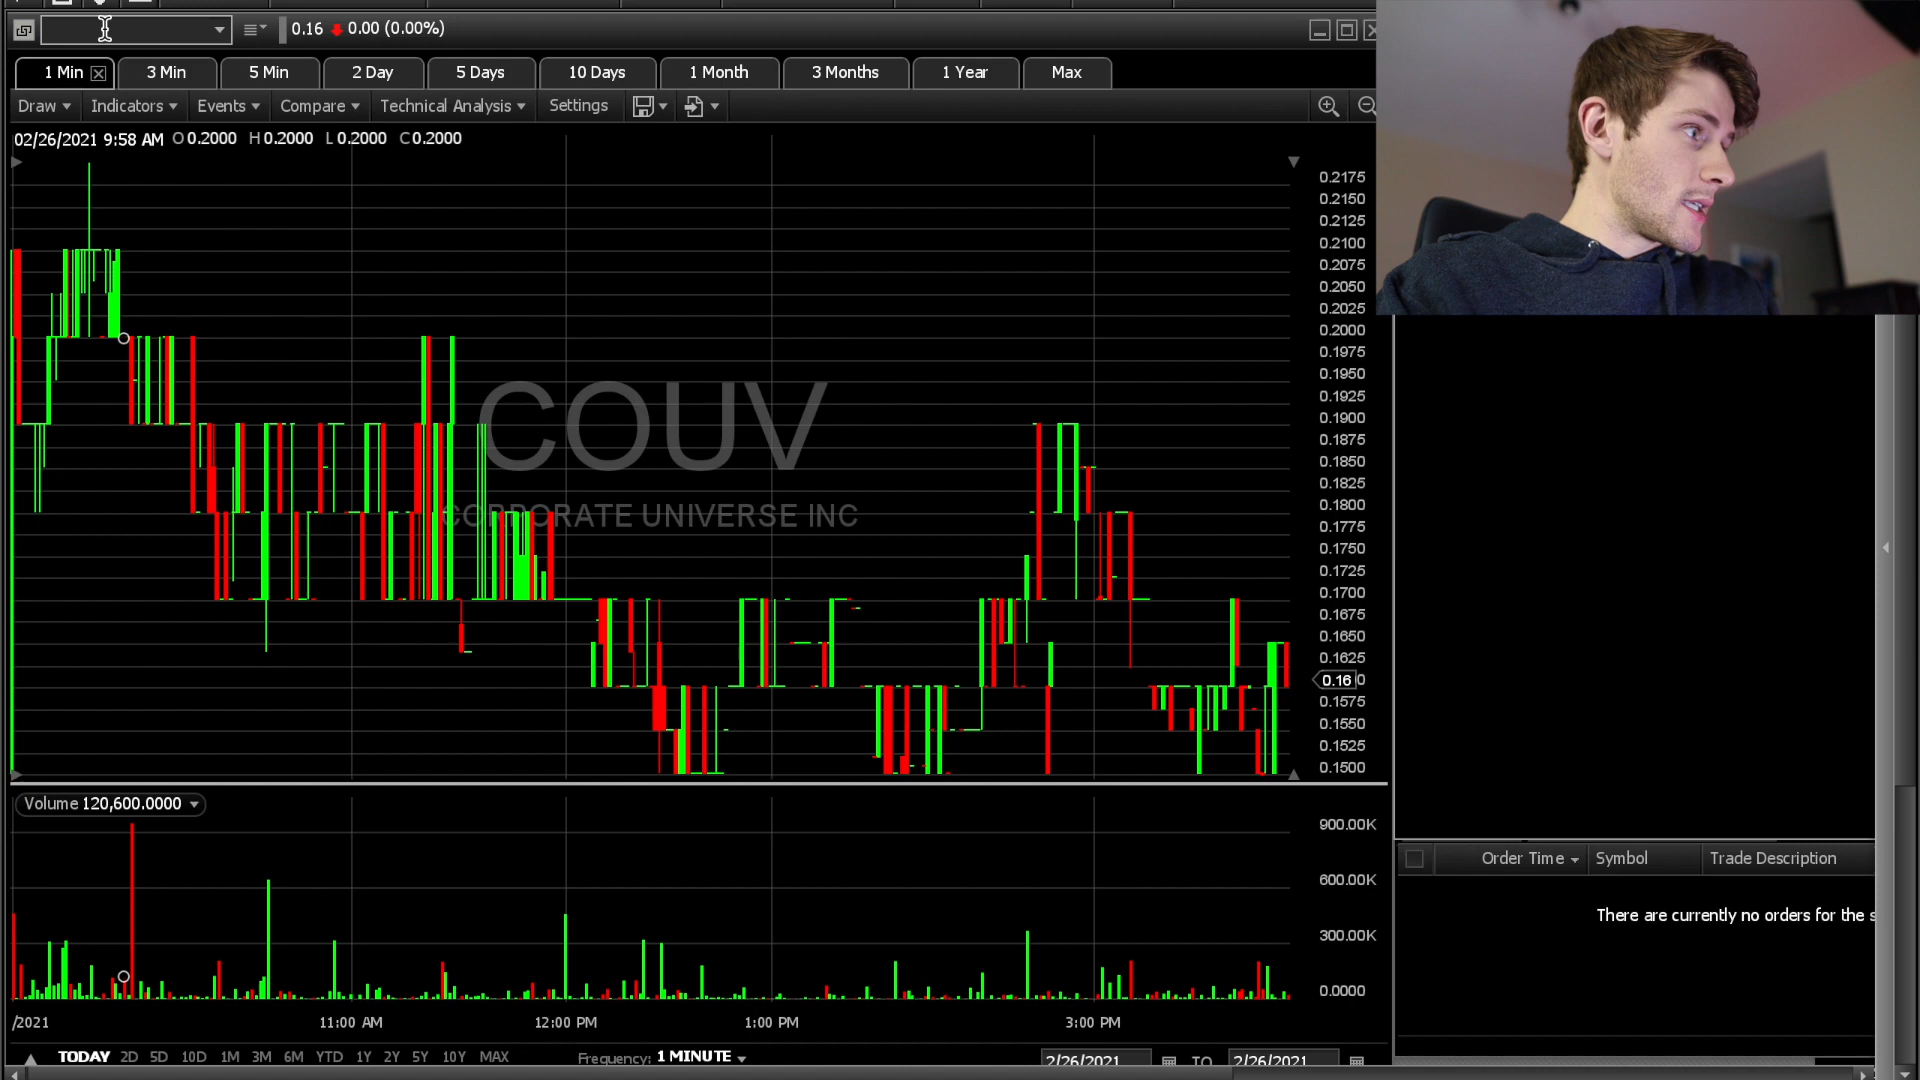 0.16 0.00 (0.00%)
1 Min 3 Min 5 Min 2 Day 5 Days 10 Days 1 Month 3 Months 1 Year Max
Draw Indicators Events Compare Technical Analysis Settings
02/26/2021 9:58 AM O 0.2000 H 0.2000 L 0.2000 C 0.2000
0.2175
0.2150
0.2125
0.2100
0.2075
0.2050
0.2025
0.2000
0.1975
0.1950
0.1925
0.1900
0.1875
0.1850
0.1825
0.1800
0.1775
0.1750
0.1725
0.1700
0.1675
0.1650
0.1625
0.16
0.1575
0.1550
0.1525
0.1500
COUV
CORPORATE UNIVERSE INC
Volume 120,600.0000
900.00K
600.00K
300.00K
0.0000
/2021 11:00 AM 12:00 PM 1:00 PM 3:00 PM
TODAY 2D 5D 10D 1M 3M 6M YTD 1Y 2Y 5Y 10Y MAX Frequency: 1 MINUTE 2/26/2021 TO 2/26/2021
Order Time Symbol Trade Description
There are currently no orders for the s